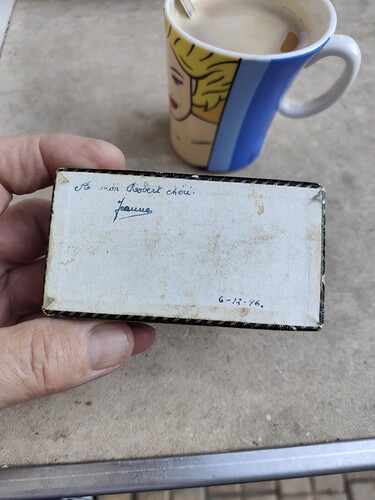 A mon Robert chéri.
Jeanne
6-12-46.